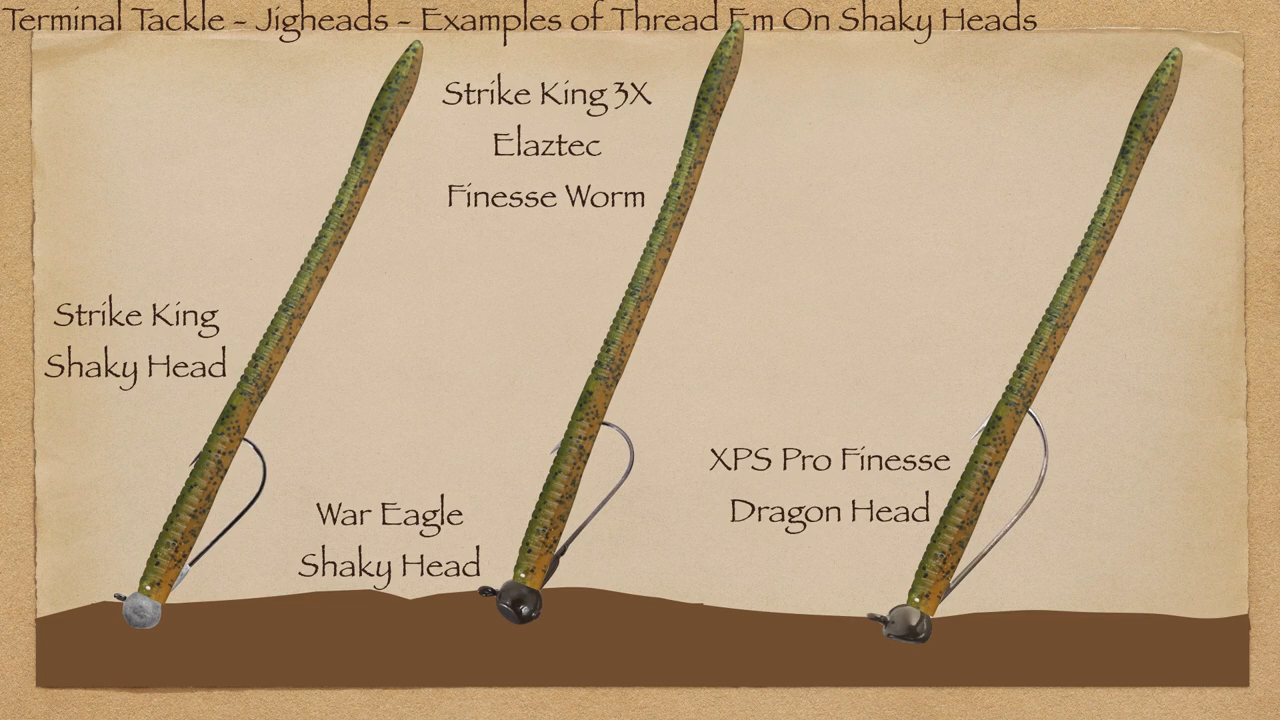 Terminal Tackle - Jigheads - Examples of Thread Em On Shaky Heads
Strike King 3X
Elaztec
Finesse Worm
Strike King
Shaky Head
War Eagle
Shaky Head
XPS Pro Finesse
Dragon Head